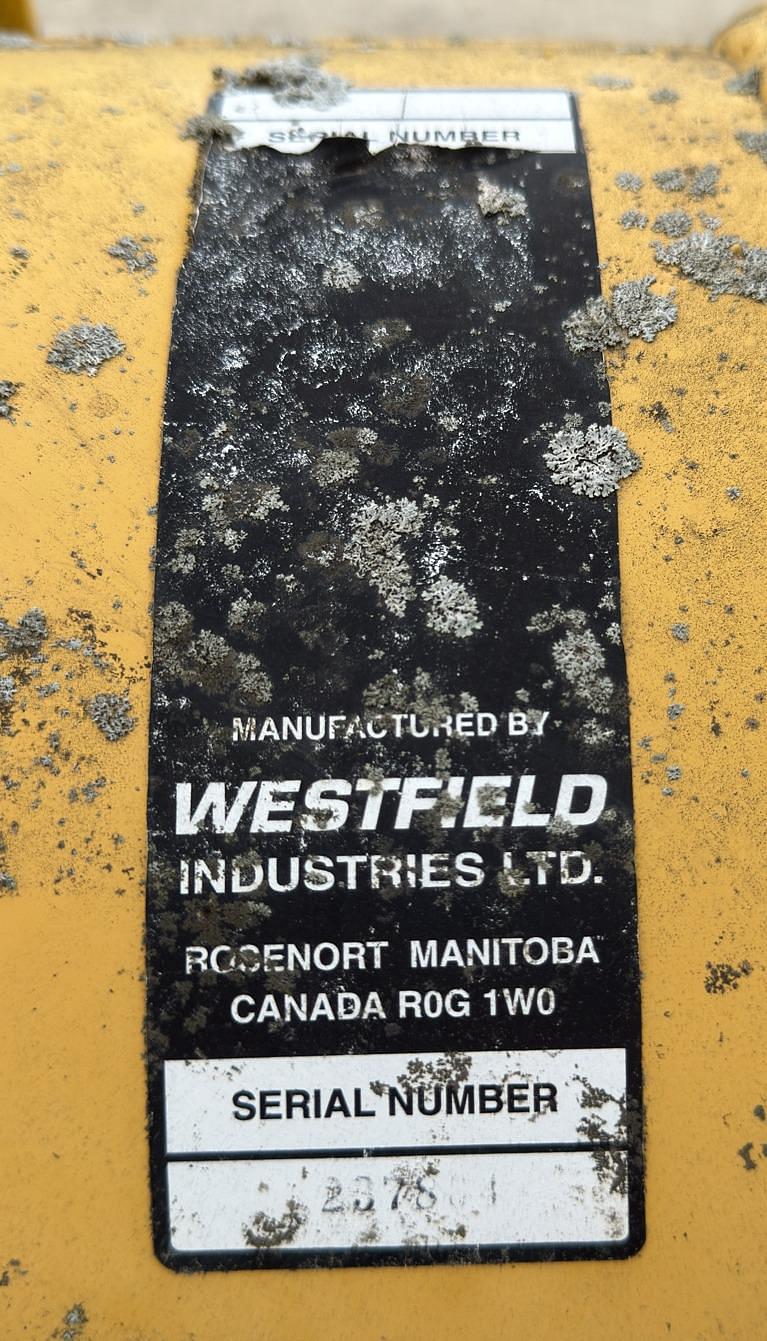 SERIAL NUMBER
MANUFACTURED BY
WESTFIELD
INDUSTRIES LTD.
ROSENORT MANITOBA
CANADA R0G 1W0
SERIAL NUMBER